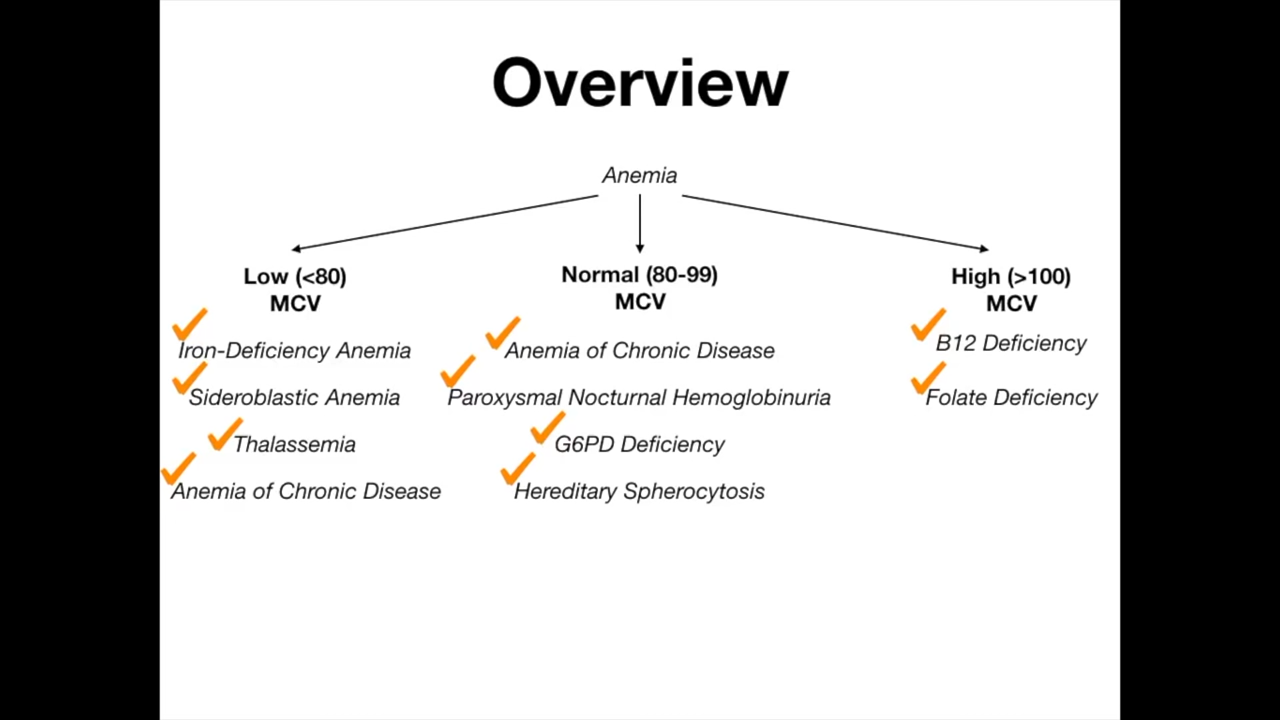 Overview
Anemia
Low (<80)
MCV
Iron-Deficiency Anemia
Sideroblastic Anemia
Thalassemia
Anemia of Chronic Disease
Normal (80-99)
MCV
Anemia of Chronic Disease
Paroxysmal Nocturnal Hemoglobinuria
G6PD Deficiency
Hereditary Spherocytosis
High (>100)
MCV
B12 Deficiency
Folate Deficiency